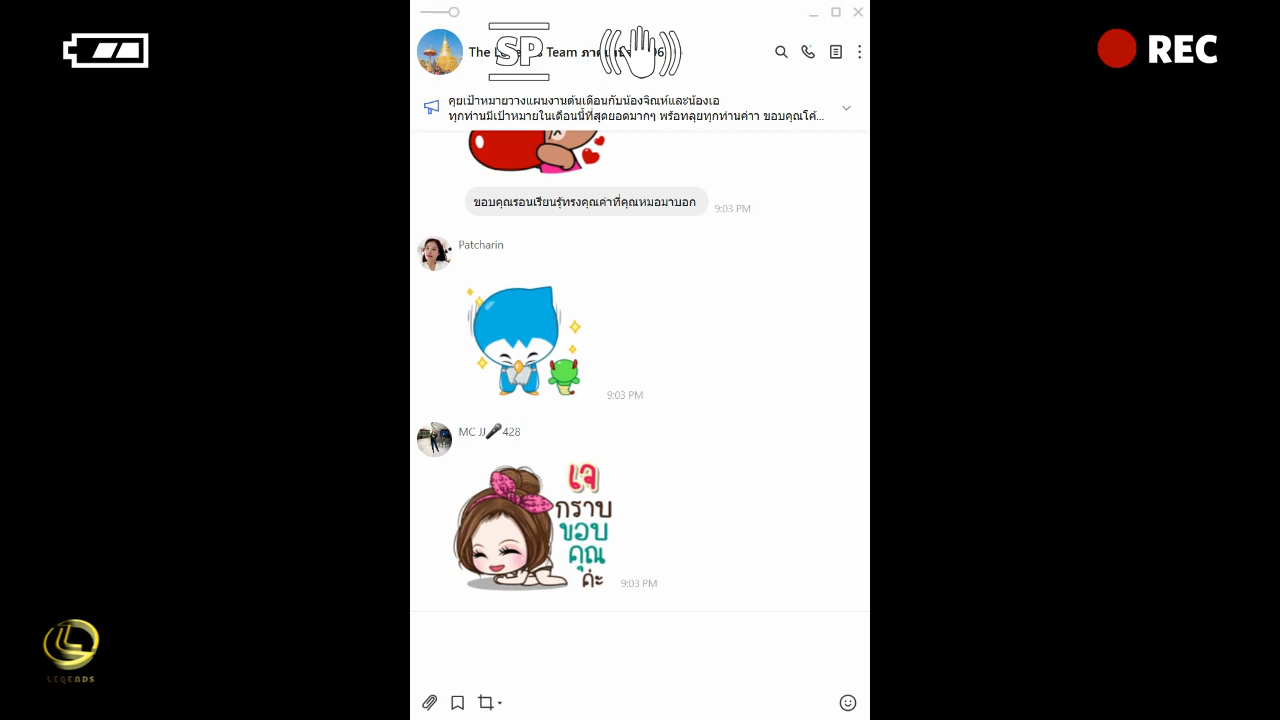 REC
SP
The
Team
คุยเป้าหมายวางแผนงานต้นเดือนกับน้องจิณห์และน้องเอ
ทุกท่านมีเป้าหมายในเดือนนี้ที่สุดยอดมากๆ พร้อทลุยทุกท่านค่าา ขอบคุณโค้...
ขอบคุณรอนเรียนรุ้ทรงคุณค่าที่คุณหมอมาบอก
9:03 PM
Patcharin
9:03 PM
MC JJ🎤428
เจ
กราบ
ขอบ
คุณ
ค่ะ
9:03 PM
LEGENDS